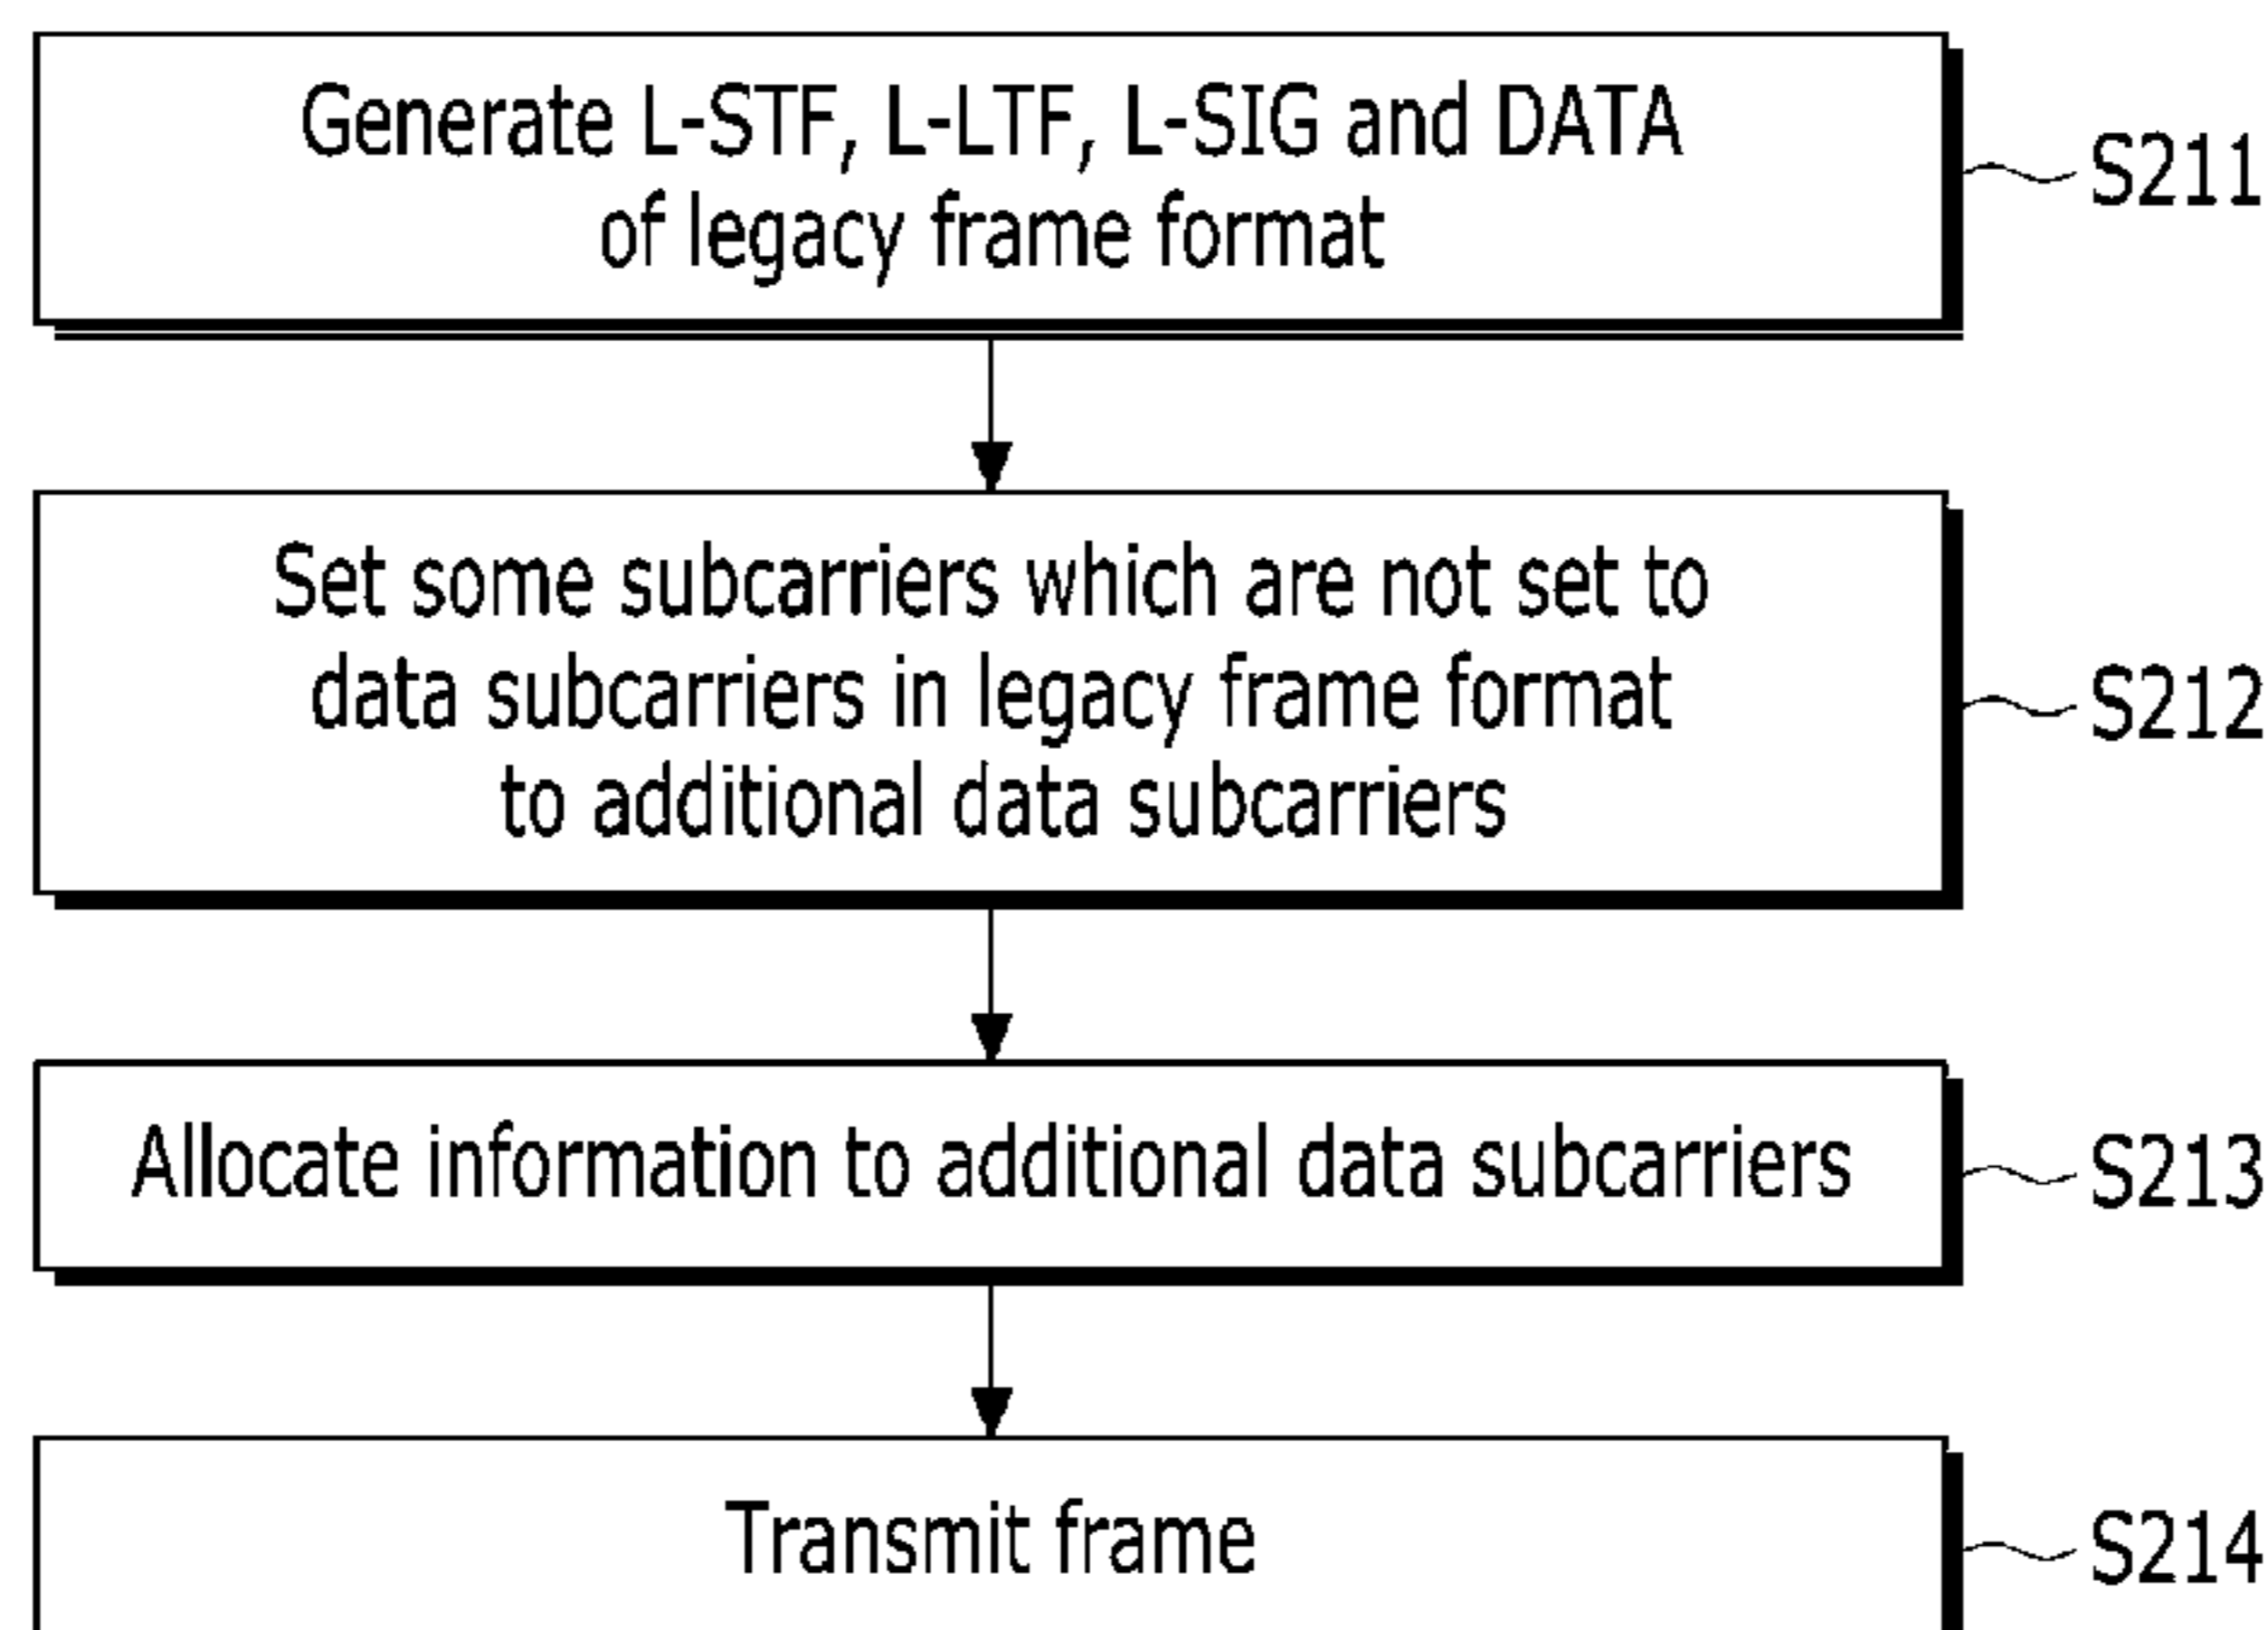 Generate L-STF, L-LTF, L-SIG and DATA
of legacy frame format
S211
Set some subcarriers which are not set to
data subcarriers in legacy frame format
to additional data subcarriers
S212
Allocate information to additional data subcarriers
S213
Transmit frame
S214